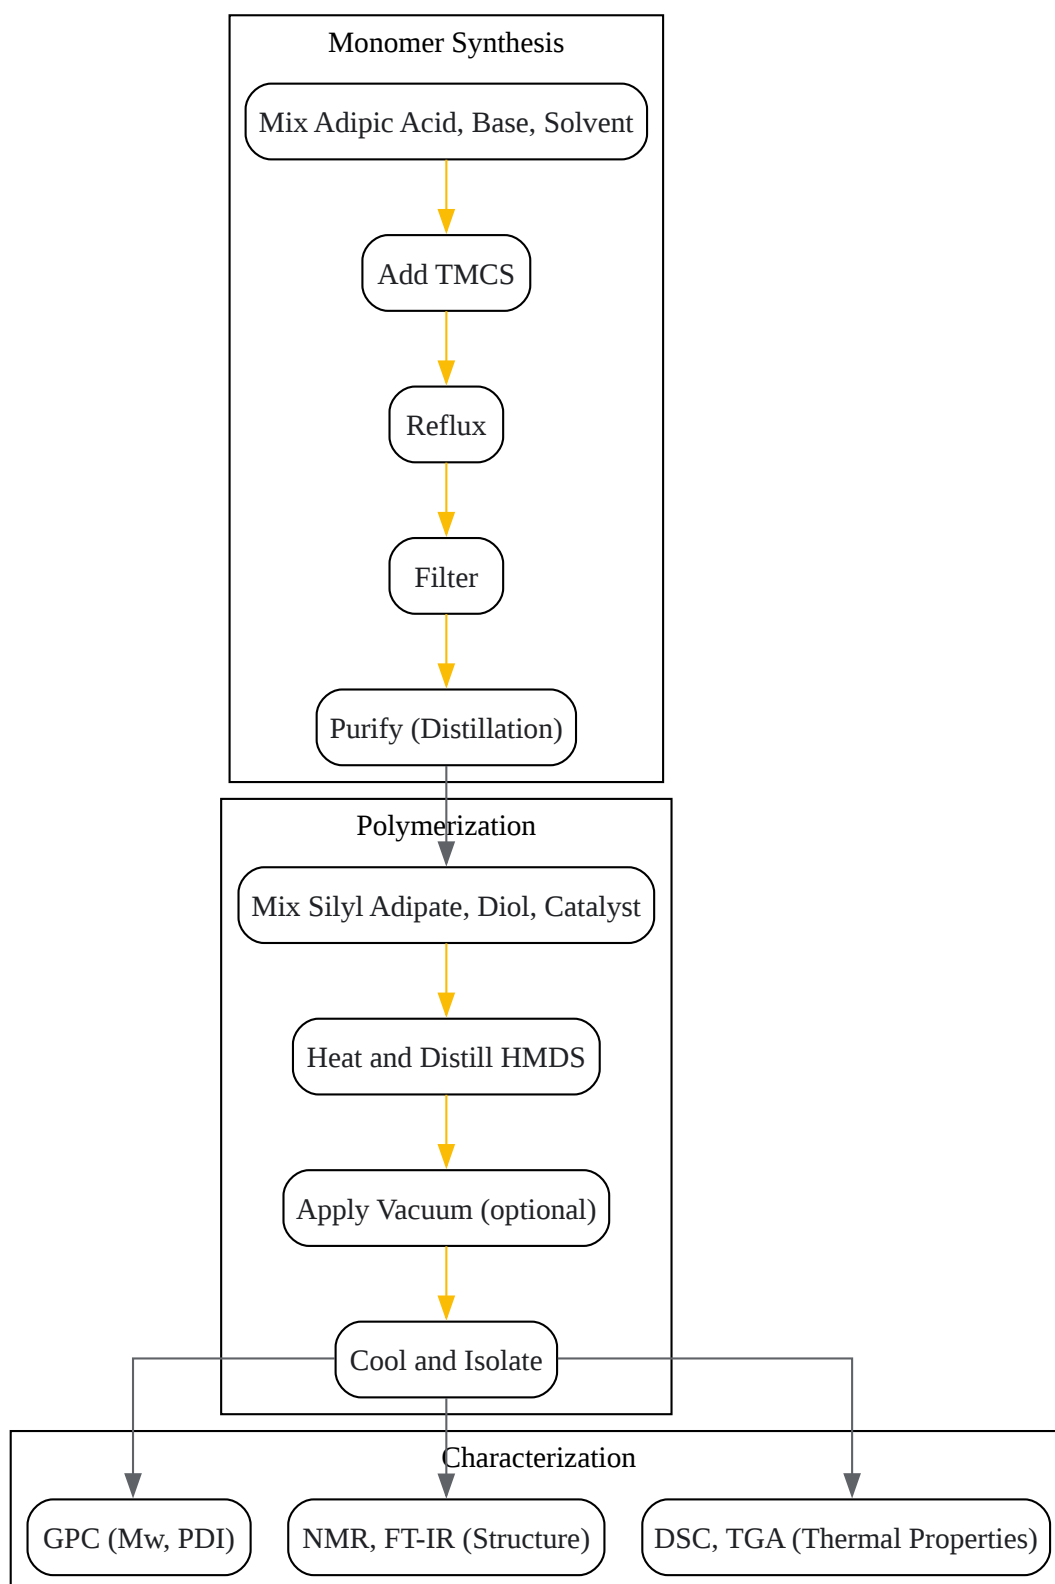 Monomer Synthesis
Mix Adipic Acid, Base, Solvent
Add TMCS
Reflux
Filter
Purify (Distillation)
Polymerization
Mix Silyl Adipate, Diol, Catalyst
Heat and Distill HMDS
Apply Vacuum (optional)
Cool and Isolate
Characterization
GPC (Mw, PDI)
NMR, FT-IR (Structure)
DSC, TGA (Thermal Properties)